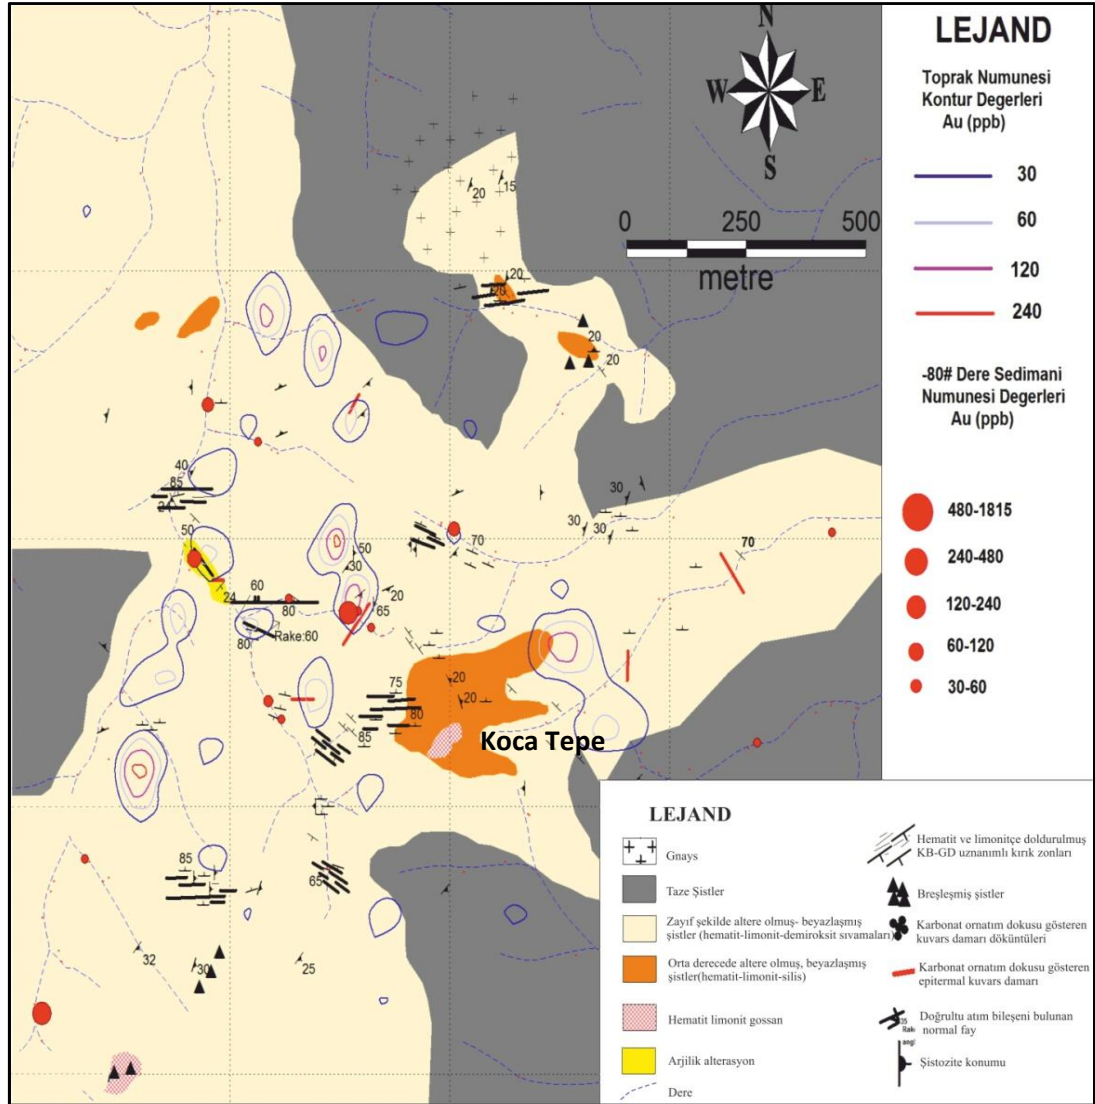 N
W
E
S
0
250
500
metre
20
15
20
20
20
20
40
85
24
50
24
60
80
Rake:60
80
50
30
20
65
70
30
30
30
70
75
20
20
80
85
Koca Tepe
85
65
32
30
25
LEJAND
Toprak Numunesi
Kontur Degerleri
Au (ppb)
30
60
120
240
-80# Dere Sedimani
Numunesi Degerleri
Au (ppb)
480-1815
240-480
120-240
60-120
30-60
LEJAND
Gnays
Taze Şistler
Zayıf şekilde altere olmuş- beyazlaşmış
şistler (hematit-limonit-demiroksit sıvamaları)
Orta derecede altere olmuş, beyazlaşmış
şistler(hematit-limonit-silis)
Hematit limonit gossan
Arjilik alterasyon
Dere
Hematit ve limonitçe doldurulmuş
KB-GD uznanımlı kırık zonları
Breşleşmiş şistler
Karbonat ornatım dokusu gösteren
kuvars damarı döküntüleri
Karbonat ornatım dokusu gösteren
epitermal kuvars damarı
Doğrultu atım bileşeni bulunan
normal fay
Şistozite konumu